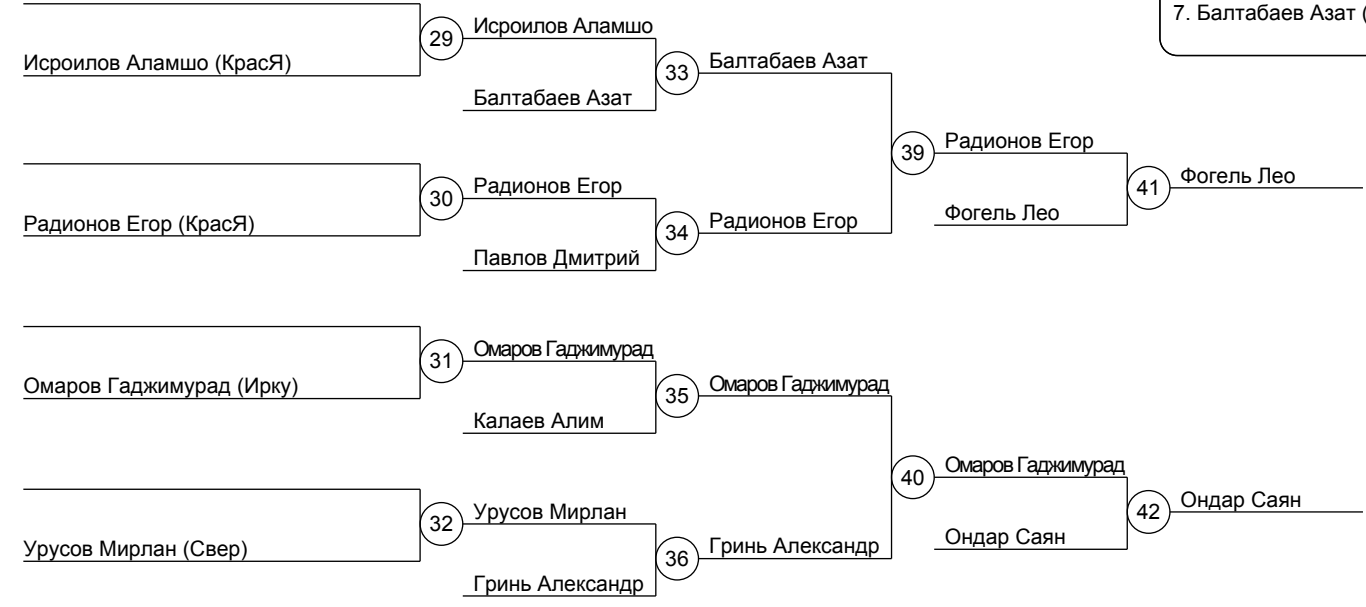 7. Балтабаев Азат (
29
Исроилов Аламшо
Исроилов Аламшо (КрасЯ)
33
Балтабаев Азат
Балтабаев Азат
39
Радионов Егор
30
Радионов Егор
41
Фогель Лео
Радионов Егор (КрасЯ)
34
Радионов Егор
Фогель Лео
Павлов Дмитрий
31
Омаров Гаджимурад
Омаров Гаджимурад (Ирку)
35
Омаров Гаджимурад
Калаев Алим
40
Омаров Гаджимурад
32
Урусов Мирлан
42
Ондар Саян
Урусов Мирлан (Свер)
36
Гринь Александр
Ондар Саян
Гринь Александр